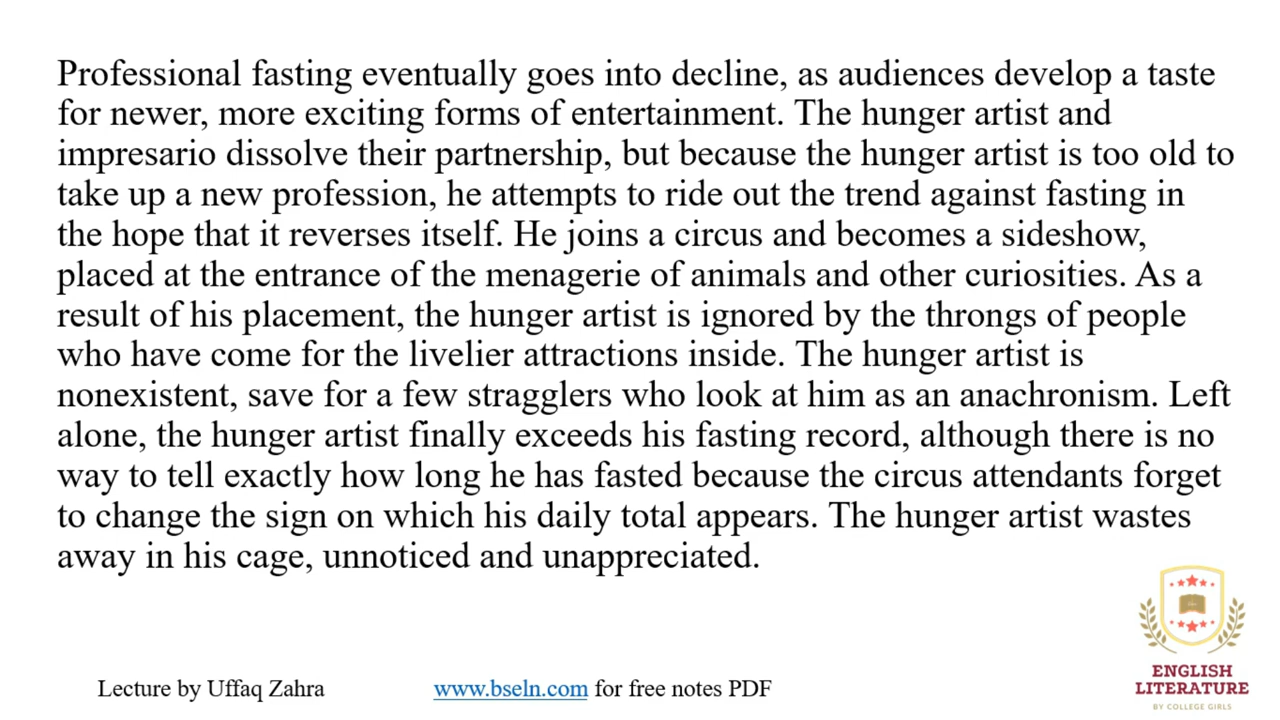 Professional fasting eventually goes into decline, as audiences develop a taste
for newer, more exciting forms of entertainment. The hunger artist and
impresario dissolve their partnership, but because the hunger artist is too old to
take up a new profession, he attempts to ride out the trend against fasting in
the hope that it reverses itself. He joins a circus and becomes a sideshow,
placed at the entrance of the menagerie of animals and other curiosities. As a
result of his placement, the hunger artist is ignored by the throngs of people
who have come for the livelier attractions inside. The hunger artist is
nonexistent, save for a few stragglers who look at him as an anachronism. Left
alone, the hunger artist finally exceeds his fasting record, although there is no
way to tell exactly how long he has fasted because the circus attendants forget
to change the sign on which his daily total appears. The hunger artist wastes
away in his cage, unnoticed and unappreciated.
Lecture by Uffaq Zahra
www.bseln.com for free notes PDF
ENGLISH
LITERATURE
BY COLLEGE GIRLS